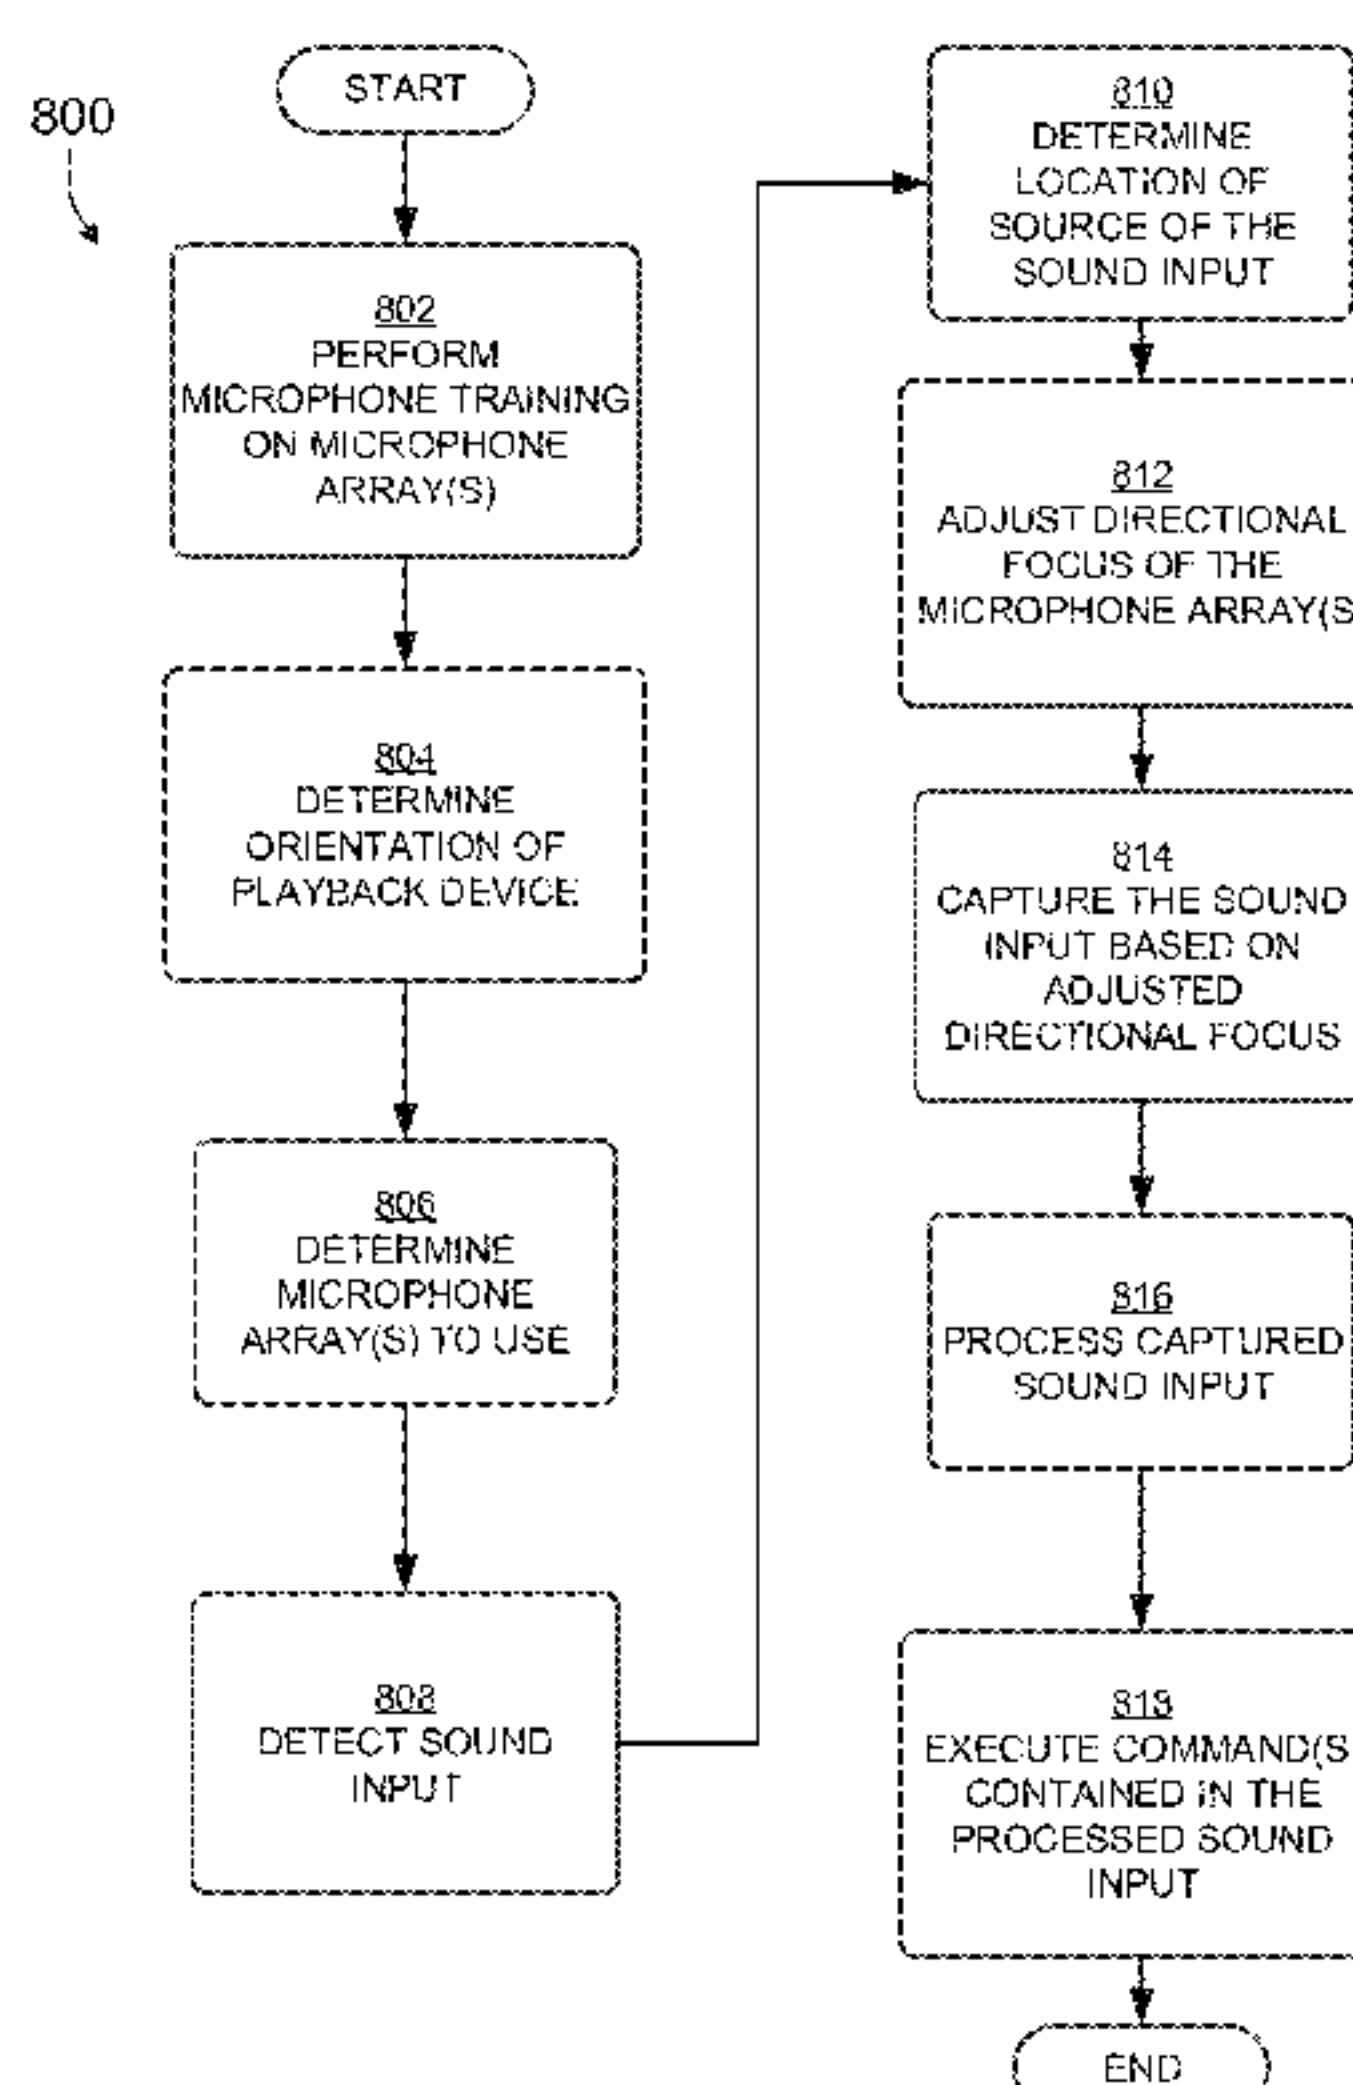 800
START
802
PERFORM
MICROPHONE TRAINING
ON MICROPHONE
ARRAY(S)
804
DETERMINE
ORIENTATION OF
PLAYBACK DEVICE
806
DETERMINE
MICROPHONE
ARRAY(S) TO USE
808
DETECT SOUND
INPUT
810
DETERMINE
LOCATION OF
SOURCE OF THE
SOUND INPUT
812
ADJUST DIRECTIONAL
FOCUS OF THE
MICROPHONE ARRAY(S
814
CAPTURE THE SOUND
INPUT BASED ON
ADJUSTED
DIRECTIONAL FOCUS
816
PROCESS CAPTURED
SOUND INPUT
818
EXECUTE COMMAND(S
CONTAINED IN THE
PROCESSED SOUND
INPUT
END